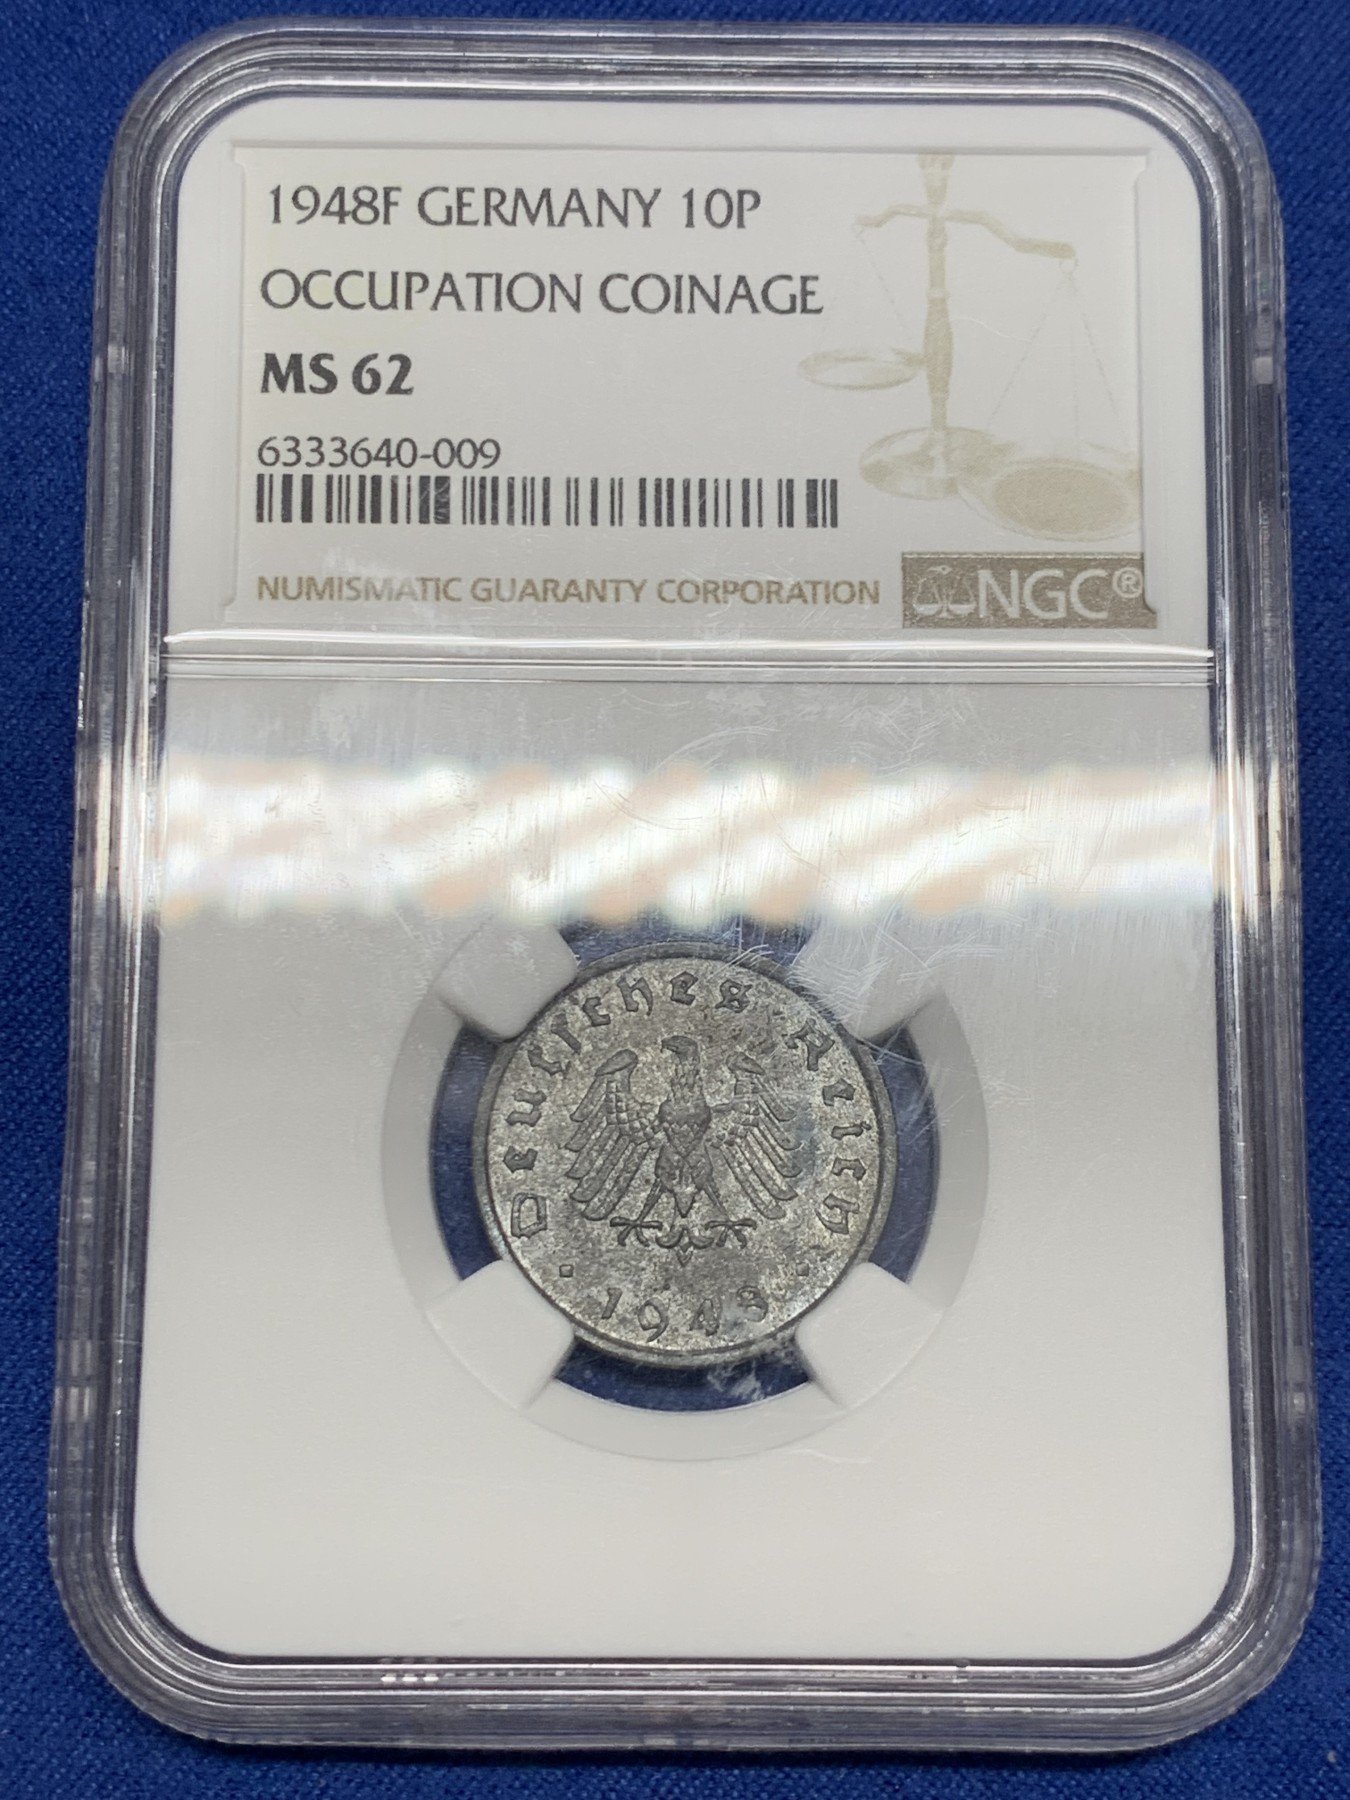 1948F GERMANY 10P
OCCUPATION COINAGE
MS 62
6333640-009
NUMISMATIC GUARANTY CORPORATION NGC®
Deutsches Reich
1948